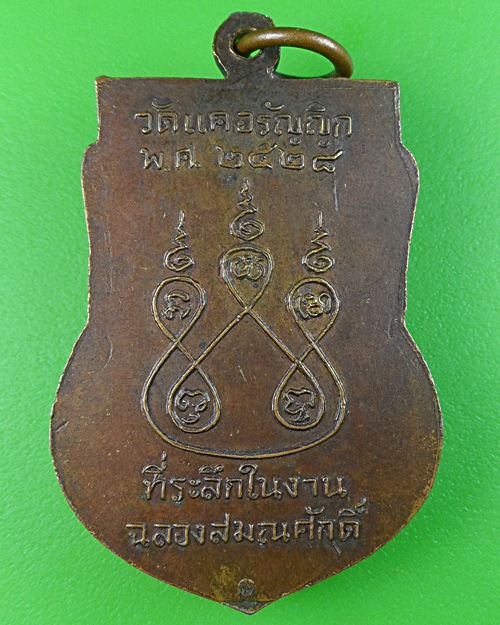 วัดแคอรัญญิก
พ.ศ. ๒๕๒๘
ที่ระลึกในงาน
ฉลองสมณศักดิ์